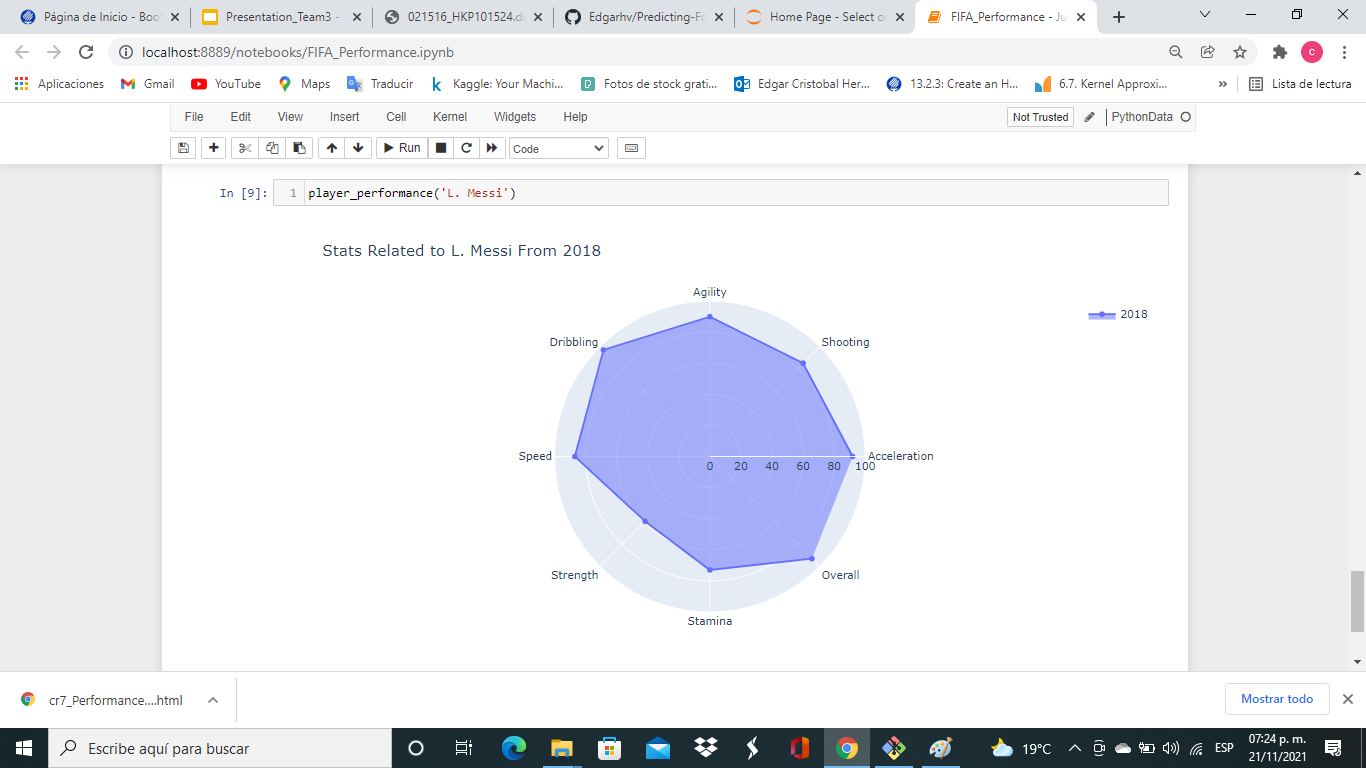 Página de Inicio - Boo
Presentation_Team3 -
021516_HKP101524.d
Edgarhv/Predicting-Fo
Home Page - Select o
FIFA_Performance - Ju
localhost:8889/notebooks/FIFA_Performance.ipynb
c
Aplicaciones
Gmail
YouTube
Maps
Traducir
Kaggle: Your Machi...
Fotos de stock grati...
Edgar Cristobal Her...
13.2.3: Create an H...
6.7. Kernel Approxi...
»
Lista de lectura
File Edit View Insert Cell Kernel Widgets Help
Not Trusted
PythonData
Run
Code
In [9]:
1 player_performance('L. Messi')
Stats Related to L. Messi From 2018
Agility
2018
Dribbling
Shooting
Speed
Acceleration
0 20 40 60 80 100
Strength
Overall
Stamina
cr7_Performance....html
Mostrar todo
Escribe aquí para buscar
19°C
ESP
07:24 p. m.
21/11/2021